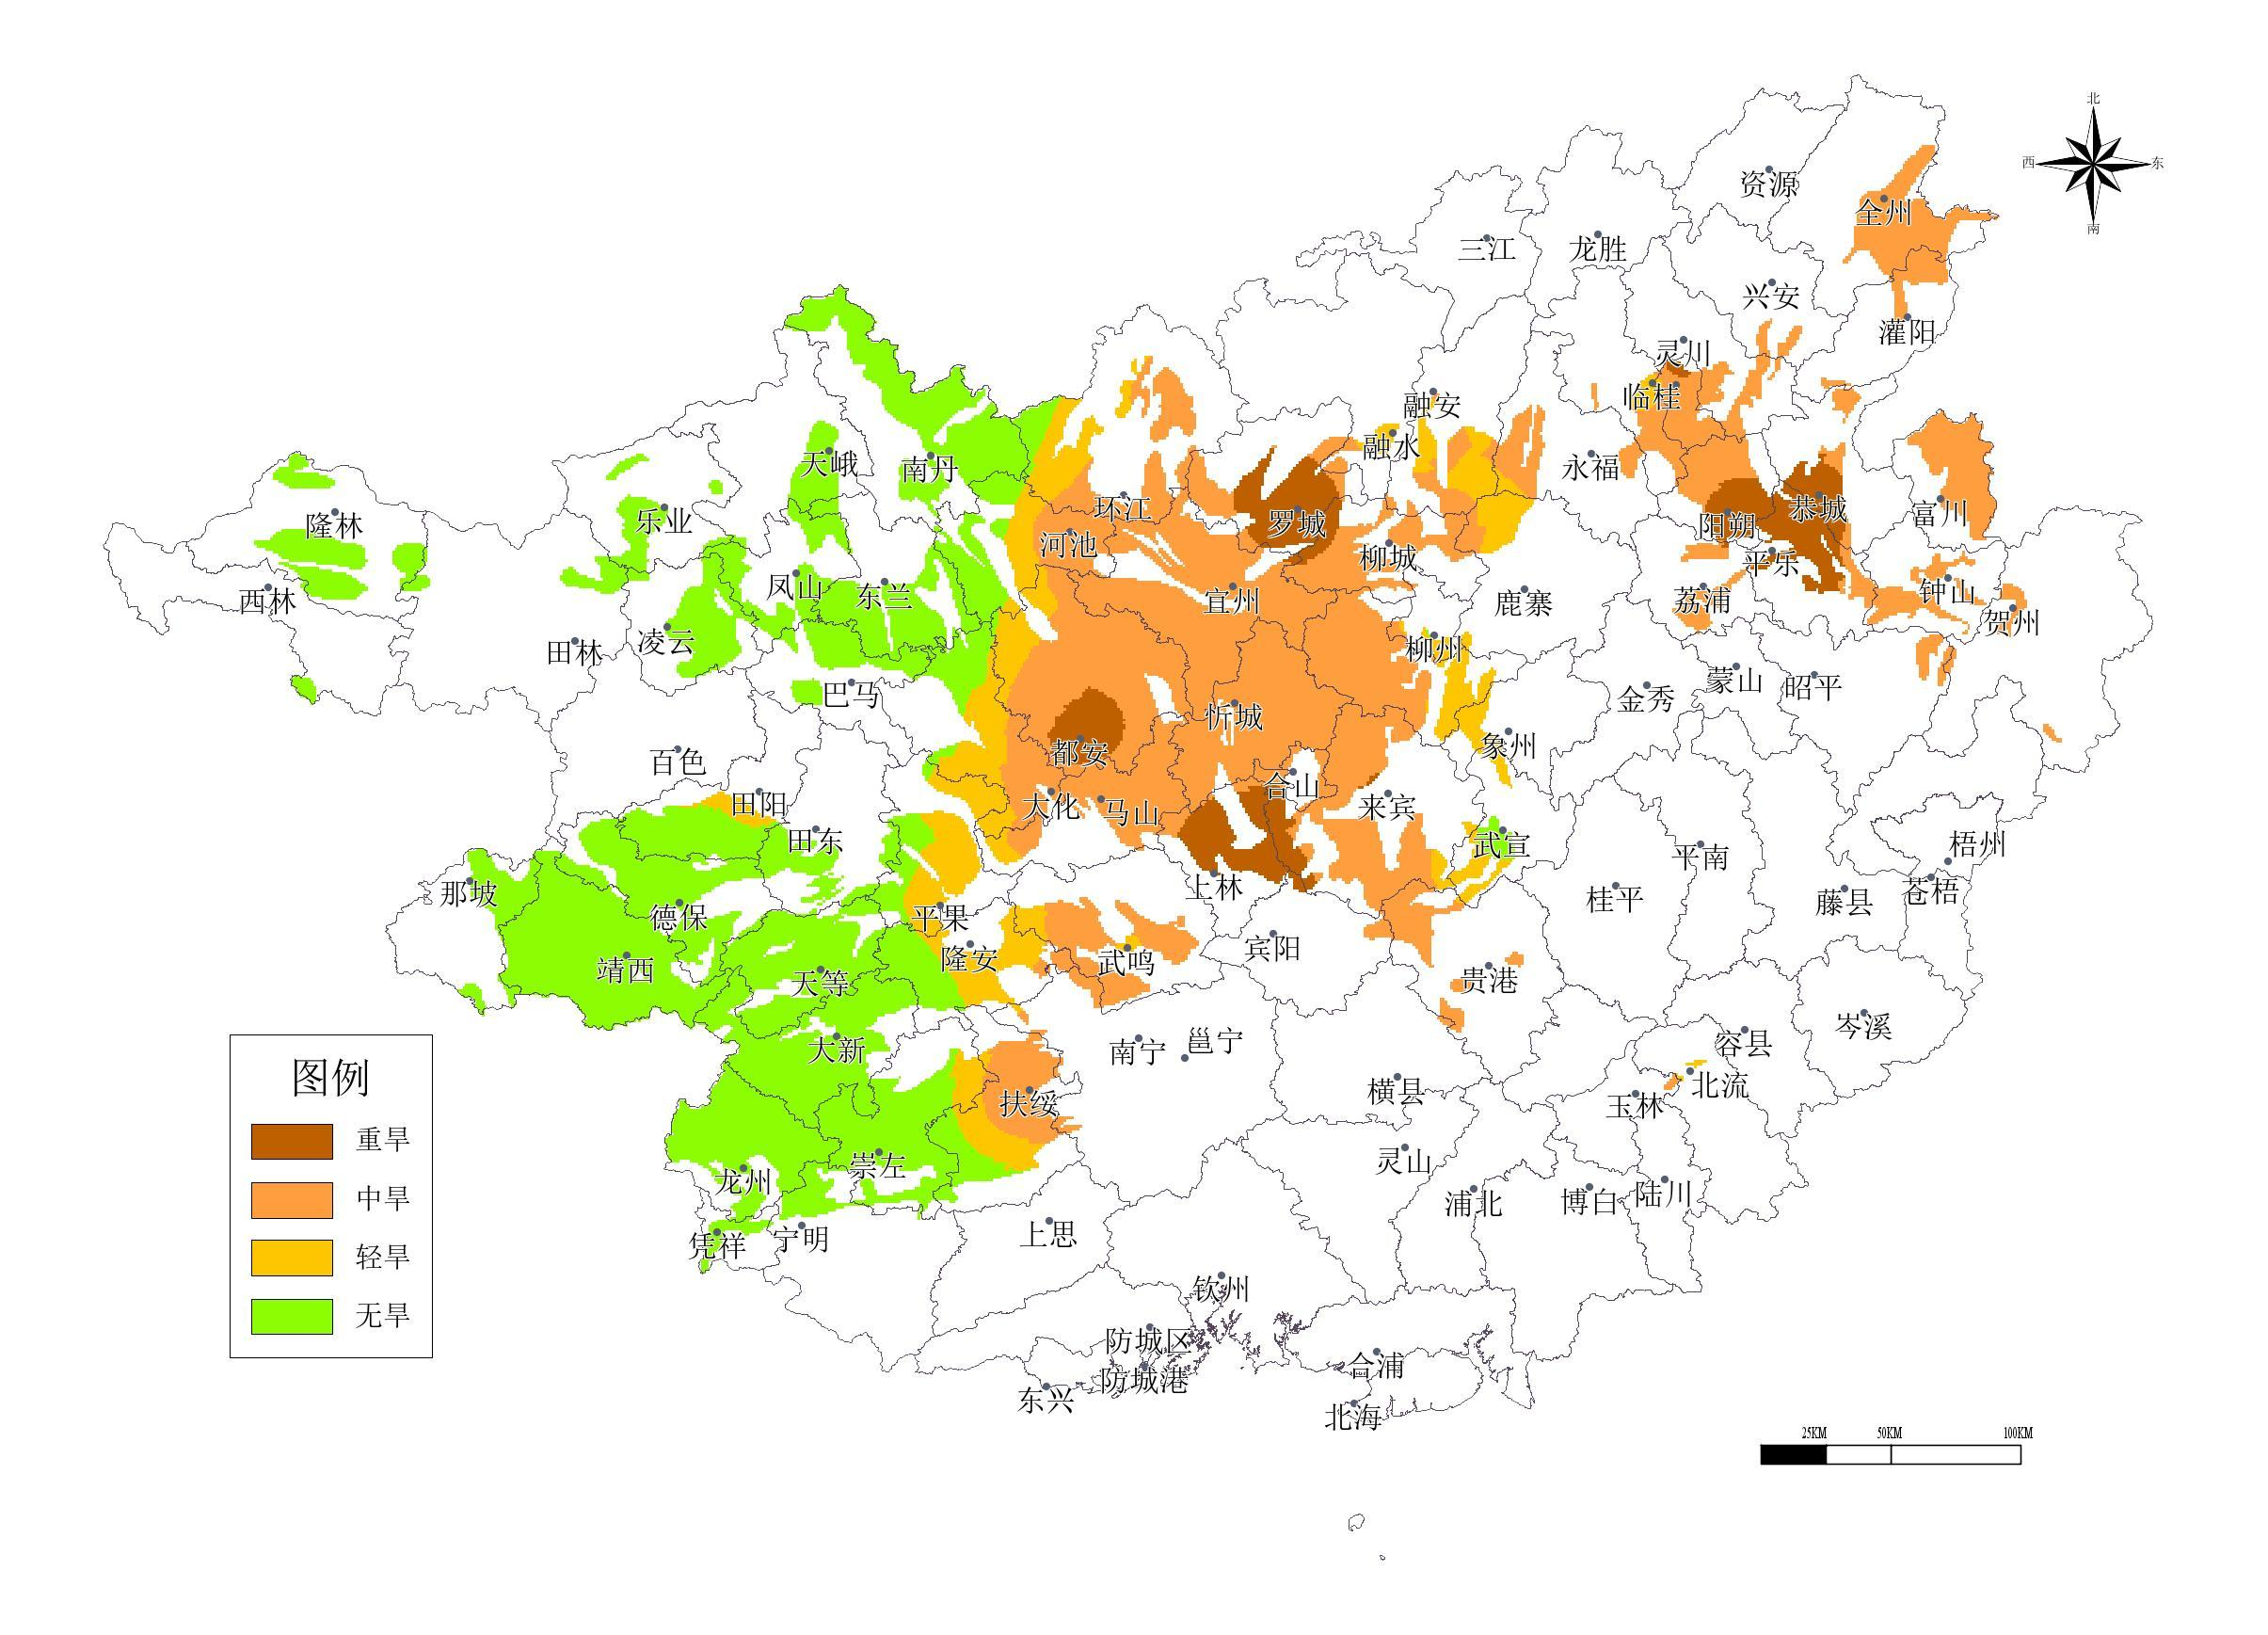 北
西
东
南
资源
全州
三江
龙胜
兴安
灌阳
灵川
临桂
融安
融水
永福
天峨
南丹
环江
罗城
阳朔
恭城
富川
隆林
乐业
河池
柳城
平乐
西林
凤山
东兰
宜州
鹿寨
荔浦
钟山
贺州
田林
凌云
柳州
巴马
忻城
金秀
蒙山
昭平
百色
都安
象州
田阳
大化
马山
合山
来宾
田东
武宣
平南
梧州
那坡
德保
平果
上林
桂平
藤县
苍梧
靖西
天等
隆安
武鸣
宾阳
贵港
大新
南宁
邕宁
容县
岑溪
扶绥
横县
玉林
北流
龙州
崇左
灵山
浦北
博白
陆川
凭祥
宁明
上思
钦州
防城区
防城港
东兴
合浦
北海
图例
重旱
中旱
轻旱
无旱
25KM 50KM 100KM